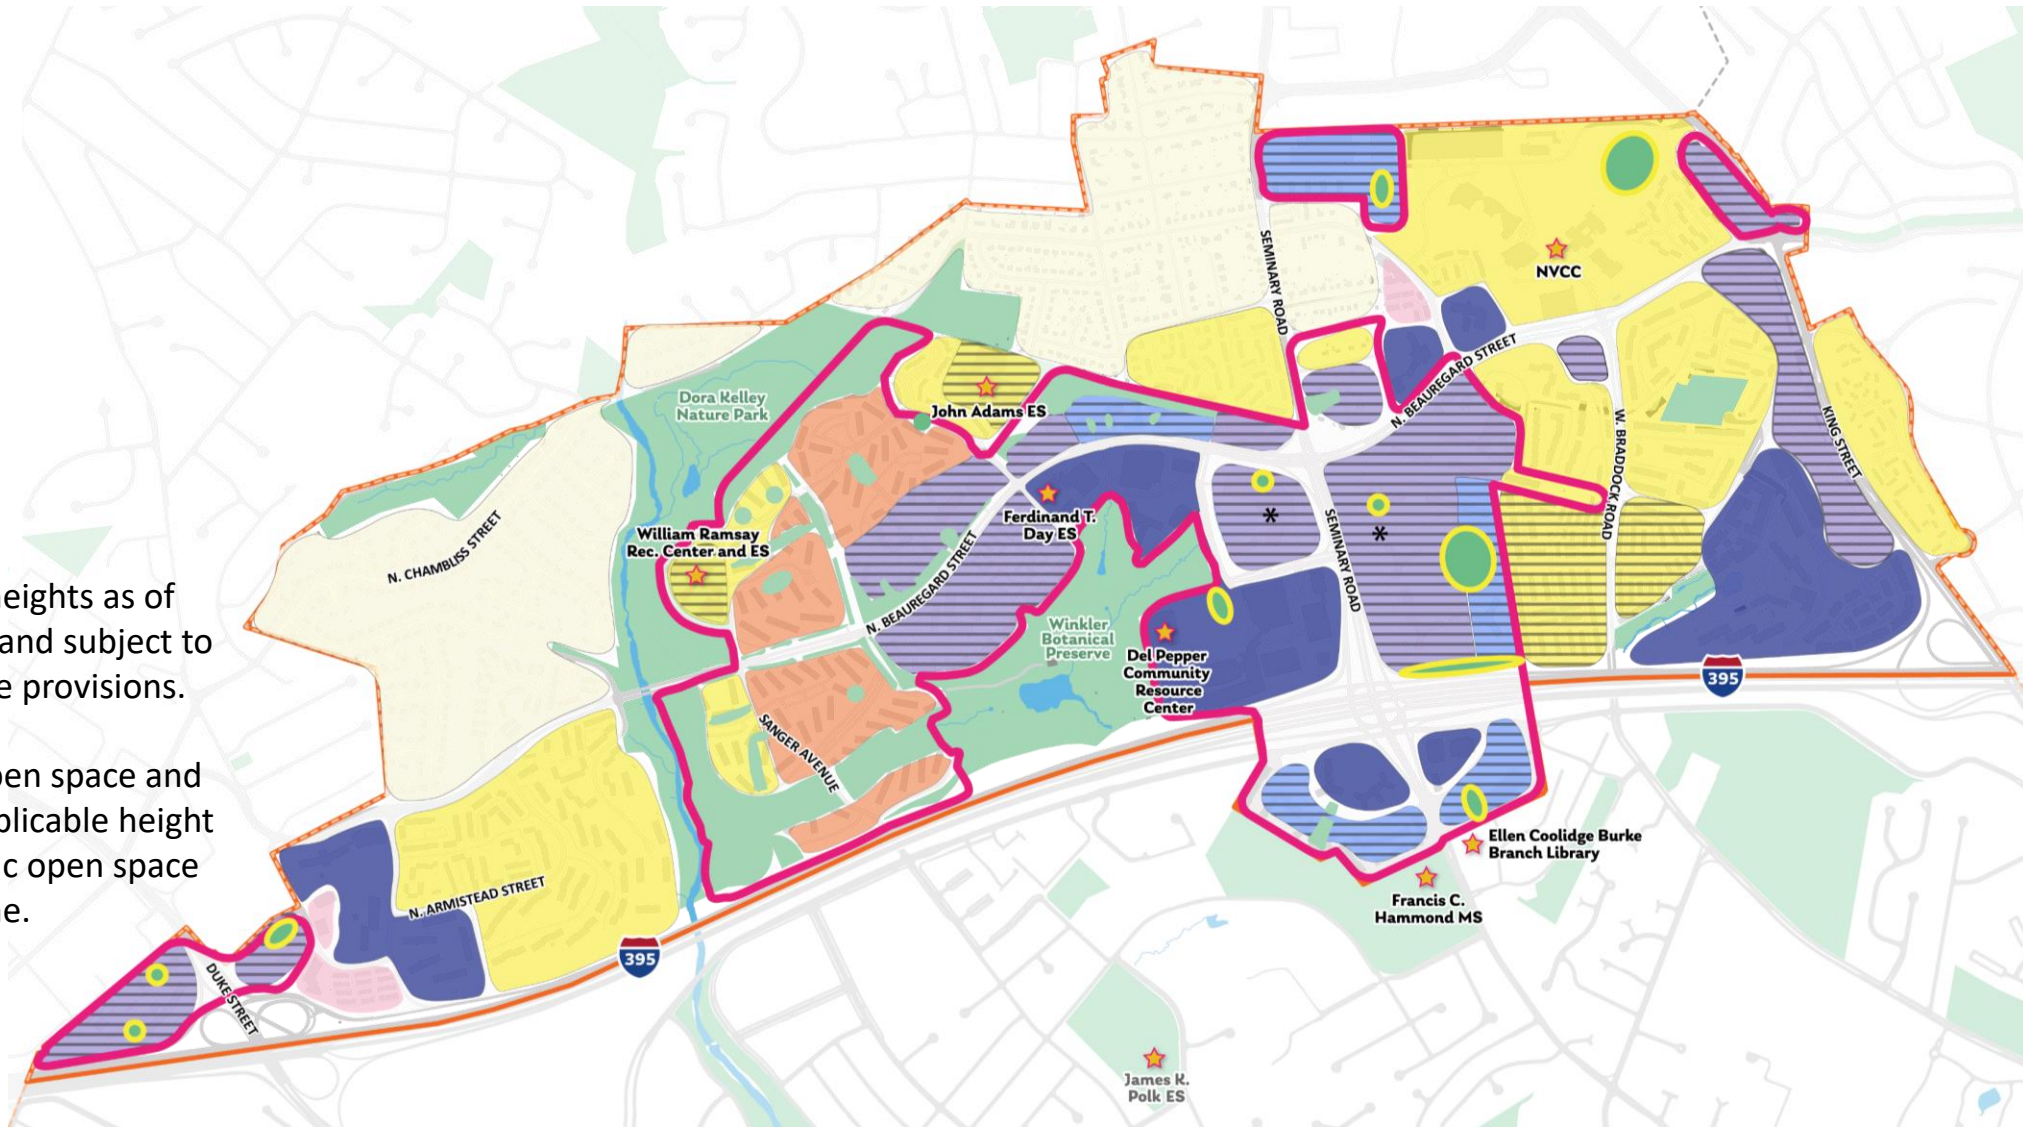 SEMINARY ROAD
NVCC
N. BEAUREGARD STREET
Dora Kelley
Nature Park
John Adams ES
KING STREET
W. BRADDOCK ROAD
William Ramsay
Rec. Center and ES
Ferdinand T.
Day ES
*
*
SEMINARY ROAD
N. CHAMBLISS STREET
N. BEAUREGARD STREET
eights as of
and subject to
e provisions.
Winkler
Botanical
Preserve
Del Pepper
Community
Resource
Center
395
SANGER AVENUE
pen space and
plicable height
c open space
ne.
Ellen Coolidge Burke
Branch Library
Francis C.
Hammond MS
N. ARMISTEAD STREET
395
DUKE STREET
James K.
Polk ES